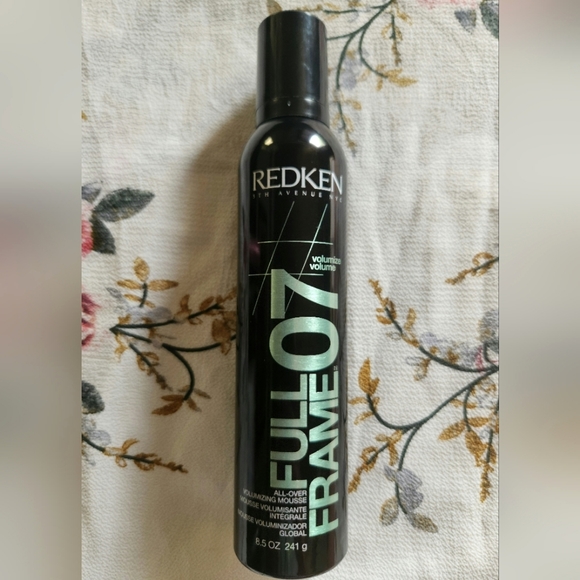 REDKEN
5TH AVENUE NYC
volumize
volume
FULL
FRAME 07
ALL-OVER
VOLUMIZING MOUSSE
MOUSSE VOLUMISANTE
INTÉGRALE
MOUSSE VOLUMINIZADOR
GLOBAL
8.5 OZ 241 g